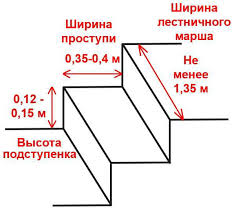 Ширина
проступи
0,35-0,4 м
Ширина
лестничного
марша
Не
менее
1,35 м
0,12 -
0,15 м
Высота
подступенка